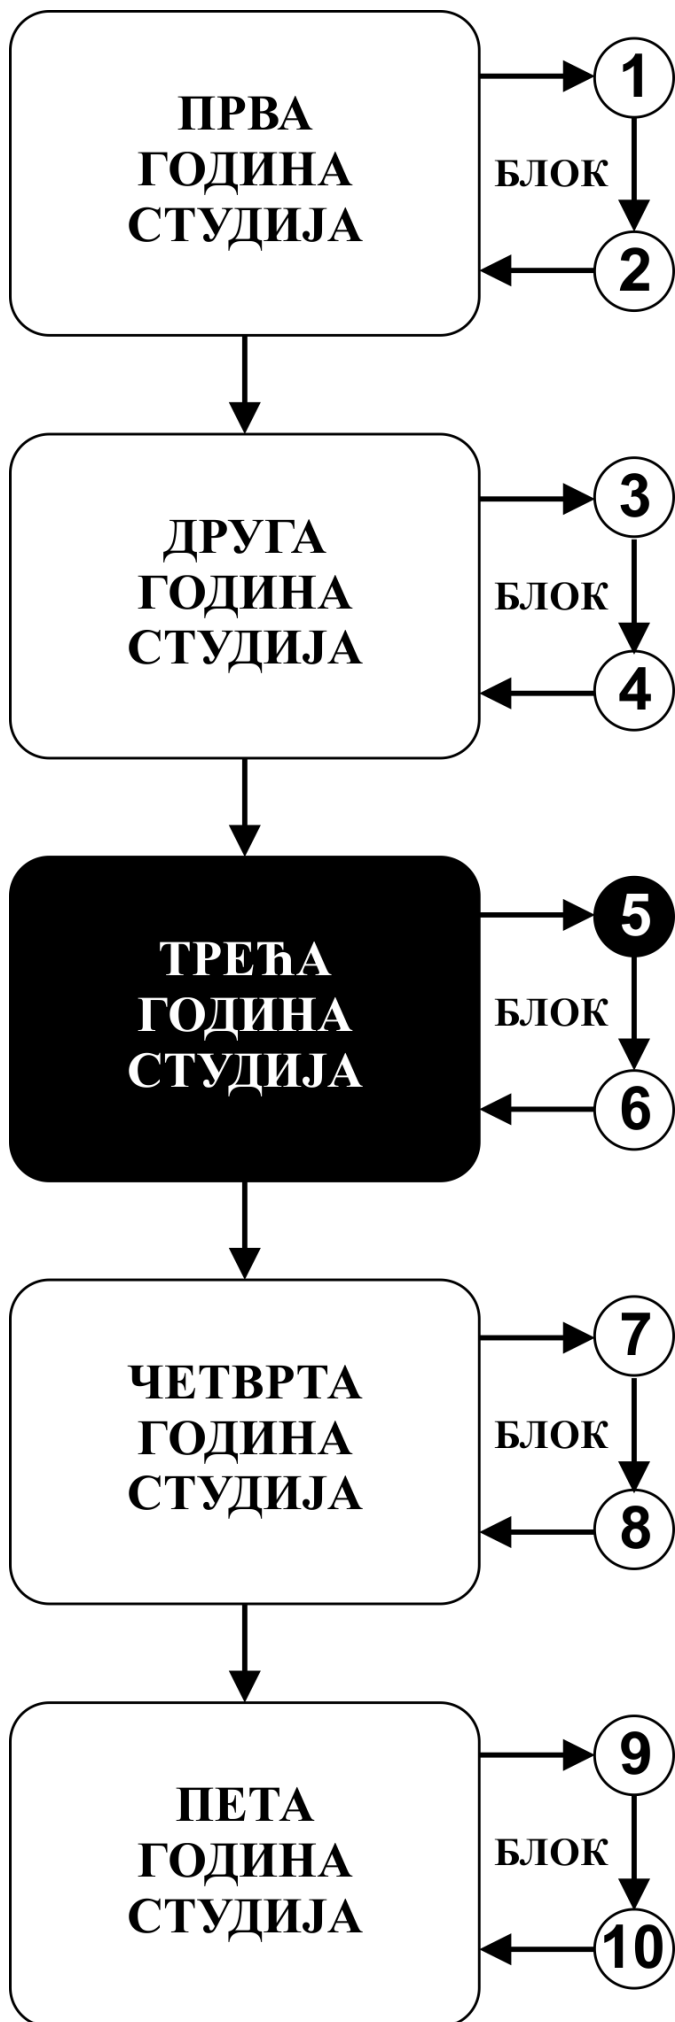 ПРВА
ГОДИНА
СТУДИЈА
1
БЛОК
2
ДРУГА
ГОДИНА
СТУДИЈА
3
БЛОК
4
ТРЕЋА
ГОДИНА
СТУДИЈА
5
БЛОК
6
ЧЕТВРТА
ГОДИНА
СТУДИЈА
7
БЛОК
8
ПЕТА
ГОДИНА
СТУДИЈА
9
БЛОК
10